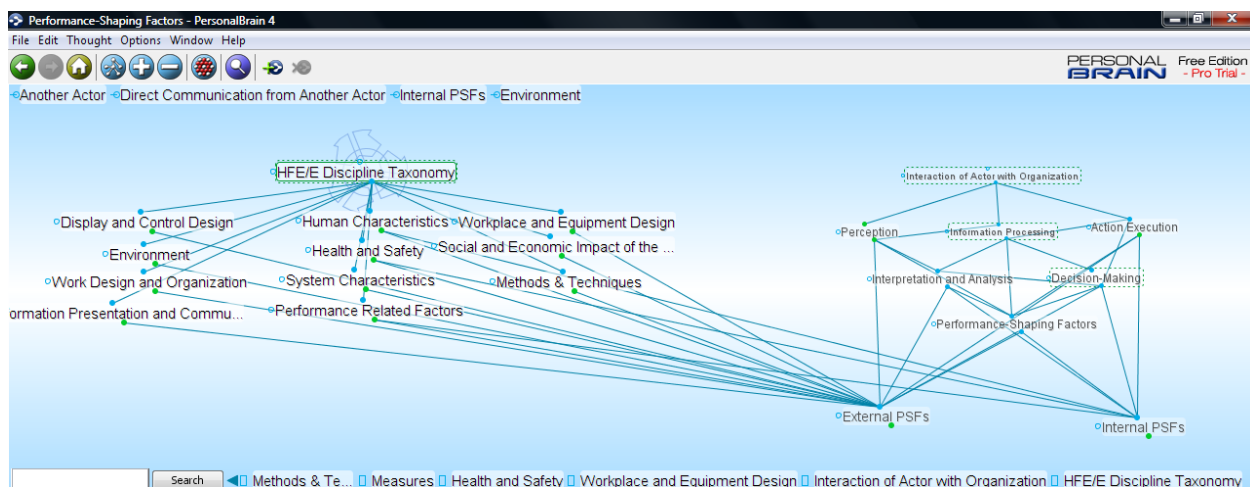 Performance-Shaping Factors - PersonalBrain 4
File Edit Thought Options Window Help
PERSONAL BRAIN Free Edition - Pro Trial -
Another Actor Direct Communication from Another Actor Internal PSFs Environment
HFE/E Discipline Taxonomy
Interaction of Actor with Organization
Display and Control Design
Human Characteristics
Workplace and Equipment Design
Perception
Information Processing
Action Execution
Environment
Health and Safety
Social and Economic Impact of the ...
Work Design and Organization
System Characteristics
Methods & Techniques
Interpretation and Analysis
Decision-Making
ormation Presentation and Commu...
Performance Related Factors
Performance-Shaping Factors
External PSFs
Internal PSFs
Search
Methods & Te... Measures Health and Safety Workplace and Equipment Design Interaction of Actor with Organization HFE/E Discipline Taxonomy